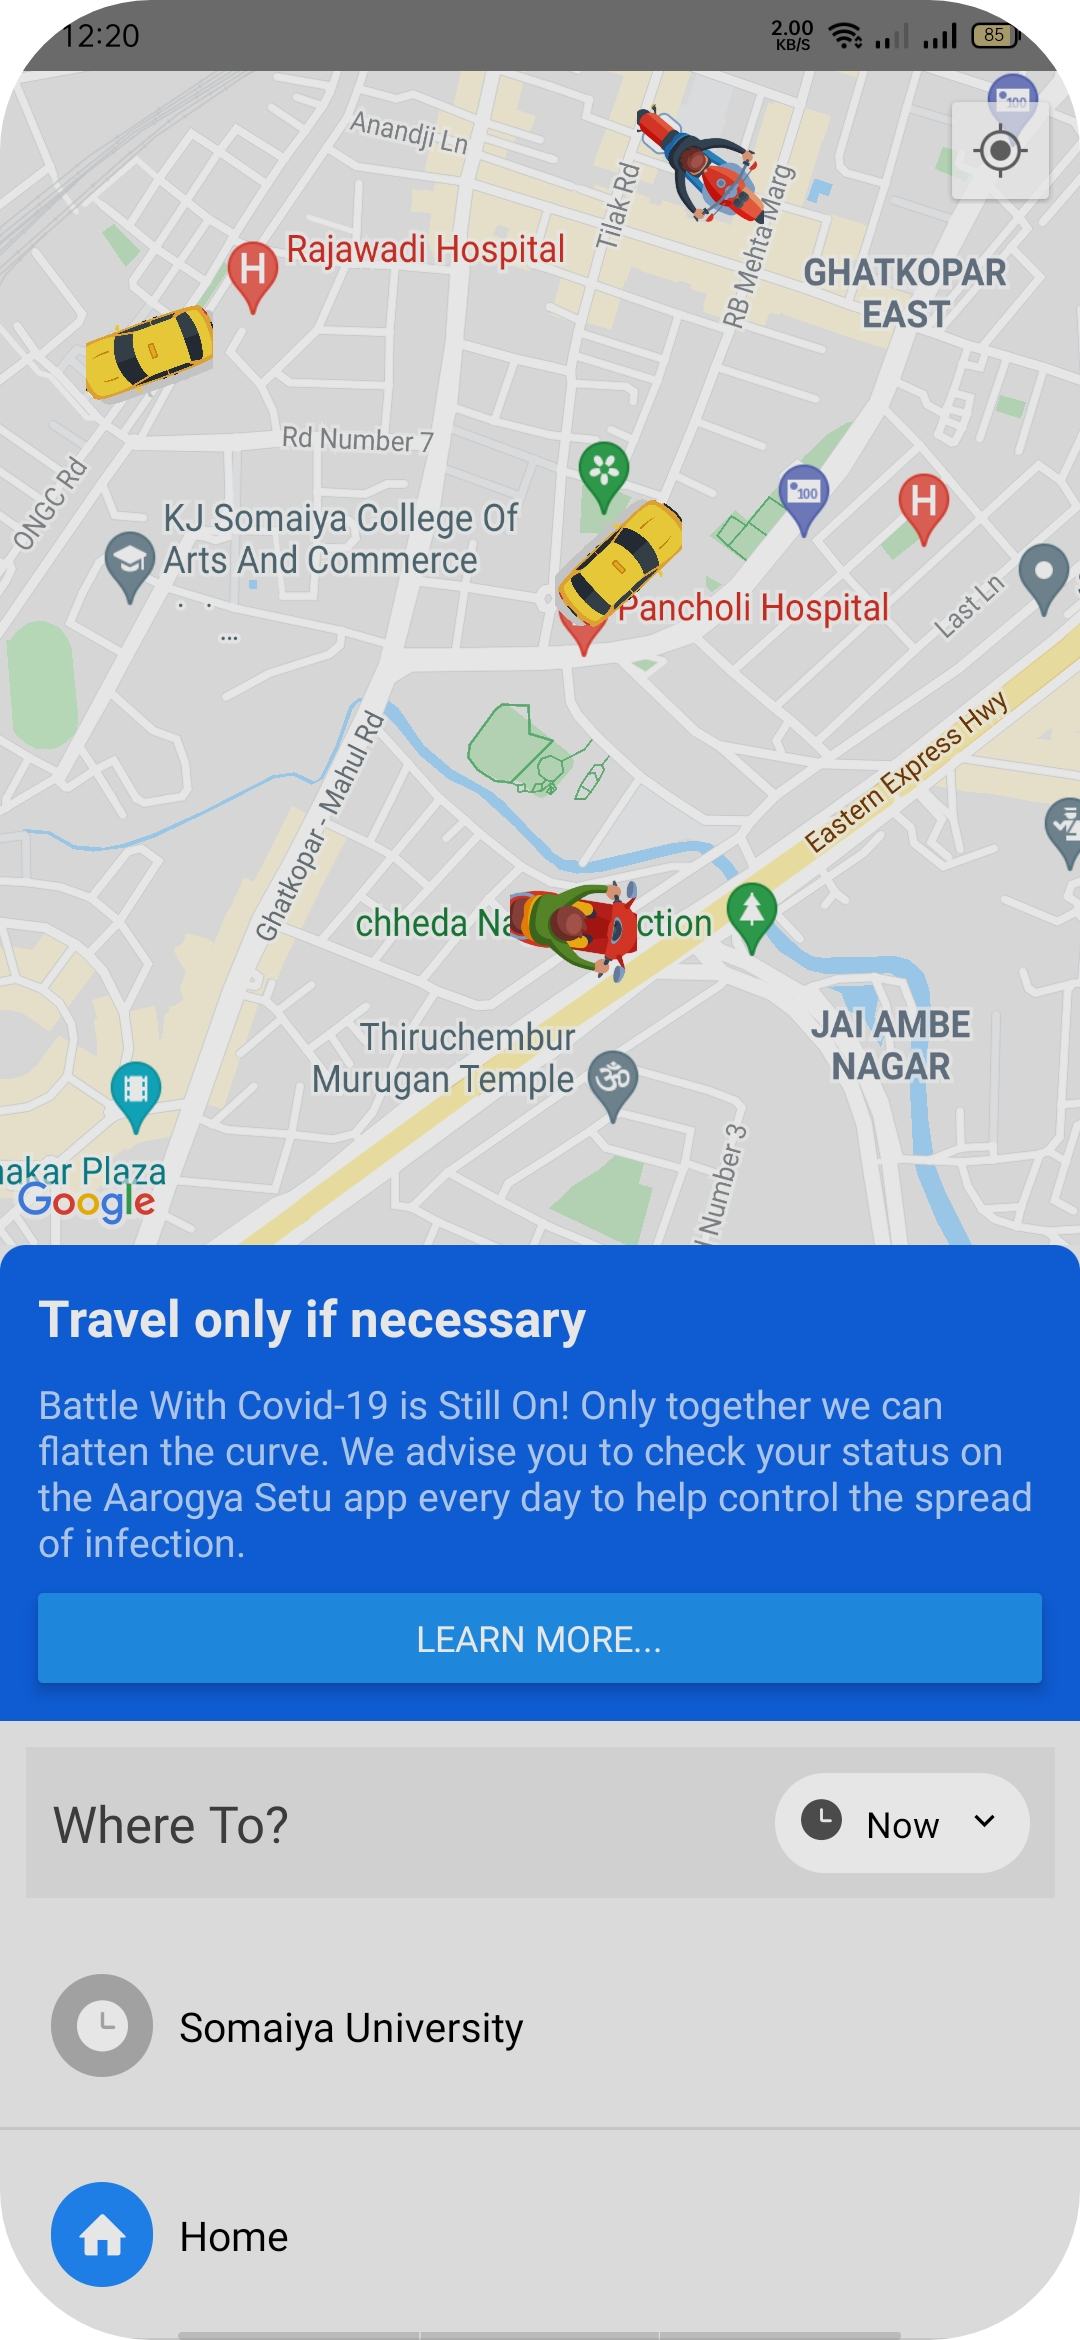 12:20
2.00
KB/S
85
100
Anandji Ln
Tilak Rd
RB Mehta Marg
H
Rajawadi Hospital
GHATKOPAR
EAST
Rd Number 7
ONGC Rd
KJ Somaiya College Of
Arts And Commerce
...
100
H
Pancholi Hospital
Last Ln
Eastern Express Hwy
Ghatkopar - Mahul Rd
chheda
Thiruchembur
Murugan Temple
ॐ
JAI AMBE
NAGAR
Number 3
Plaza
Google
Travel only if necessary
Battle With Covid-19 is Still On! Only together we can
flatten the curve. We advise you to check your status on
the Aarogya Setu app every day to help control the spread
of infection.
LEARN MORE...
Where To?
Now
Somaiya University
Home